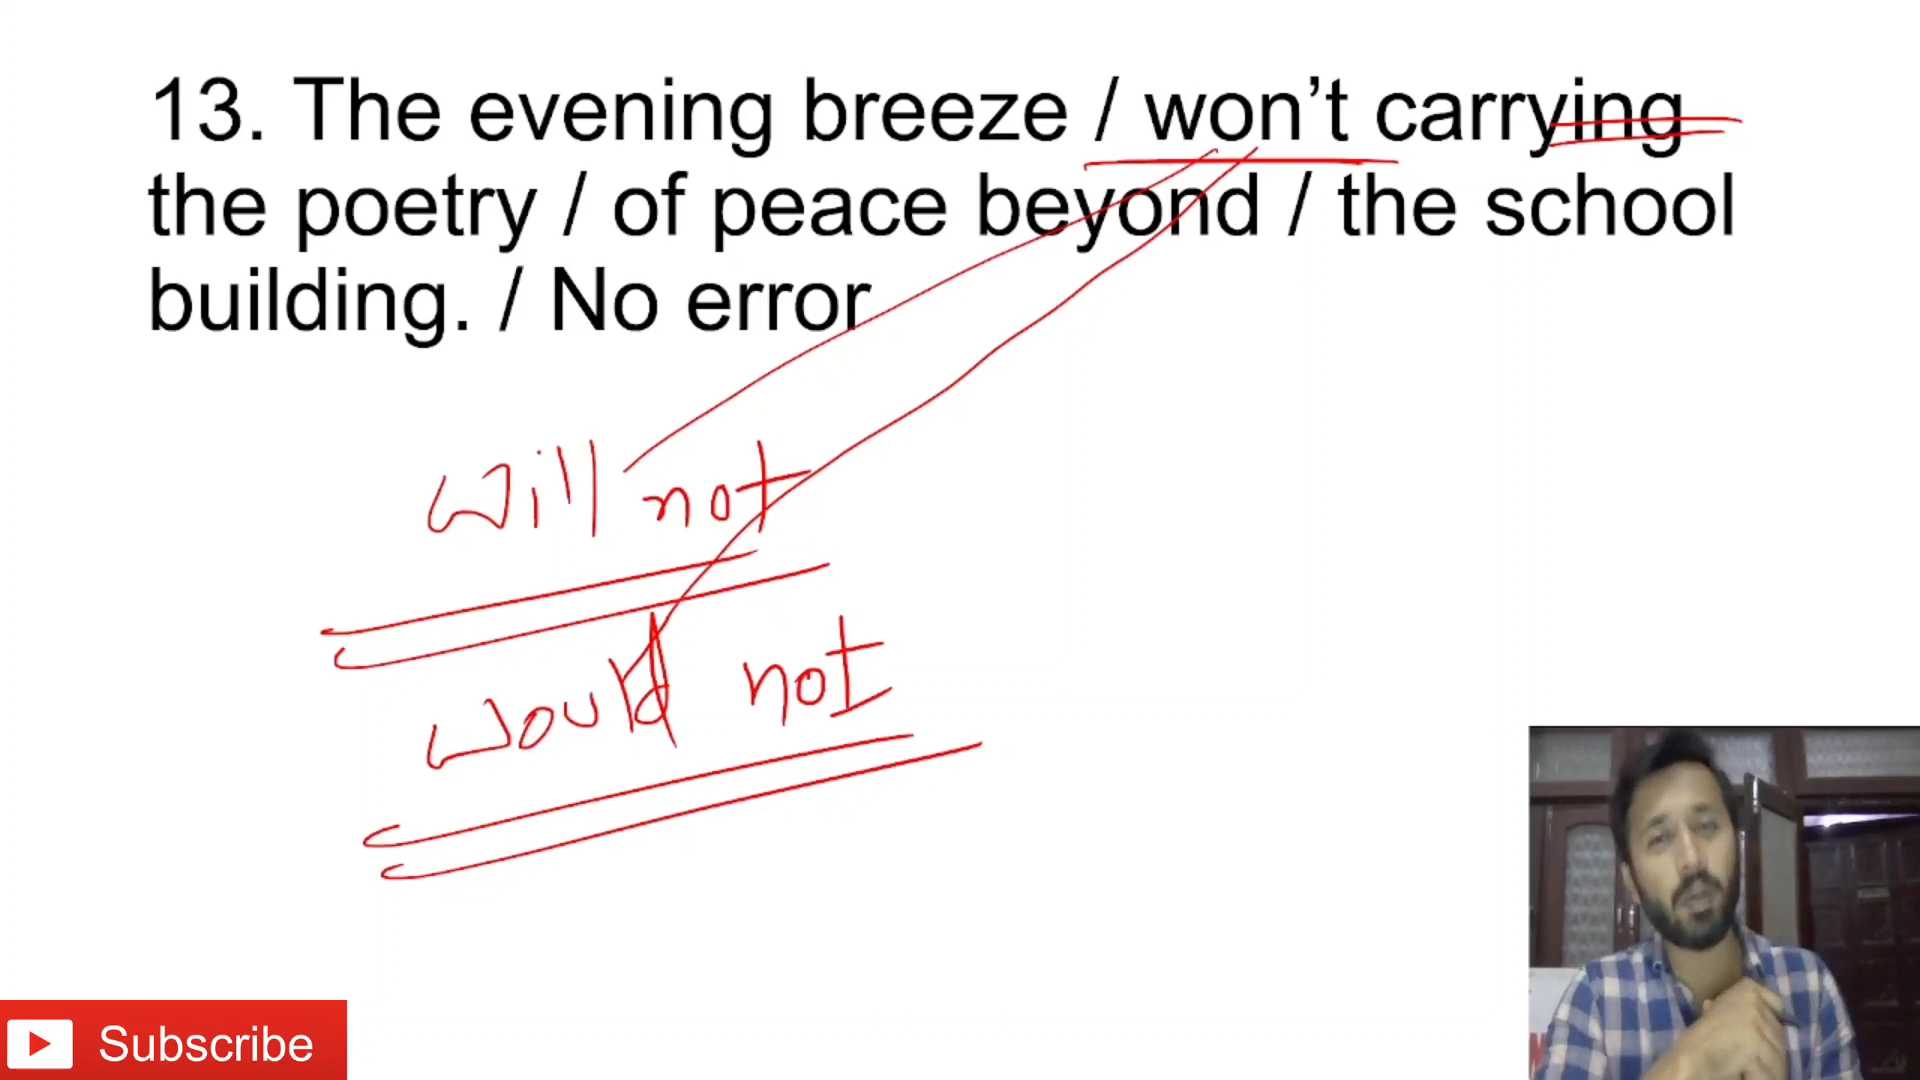 13. The evening breeze / won’t carrying
the poetry / of peace beyond / the school
building. / No error
will not
would not
Subscribe